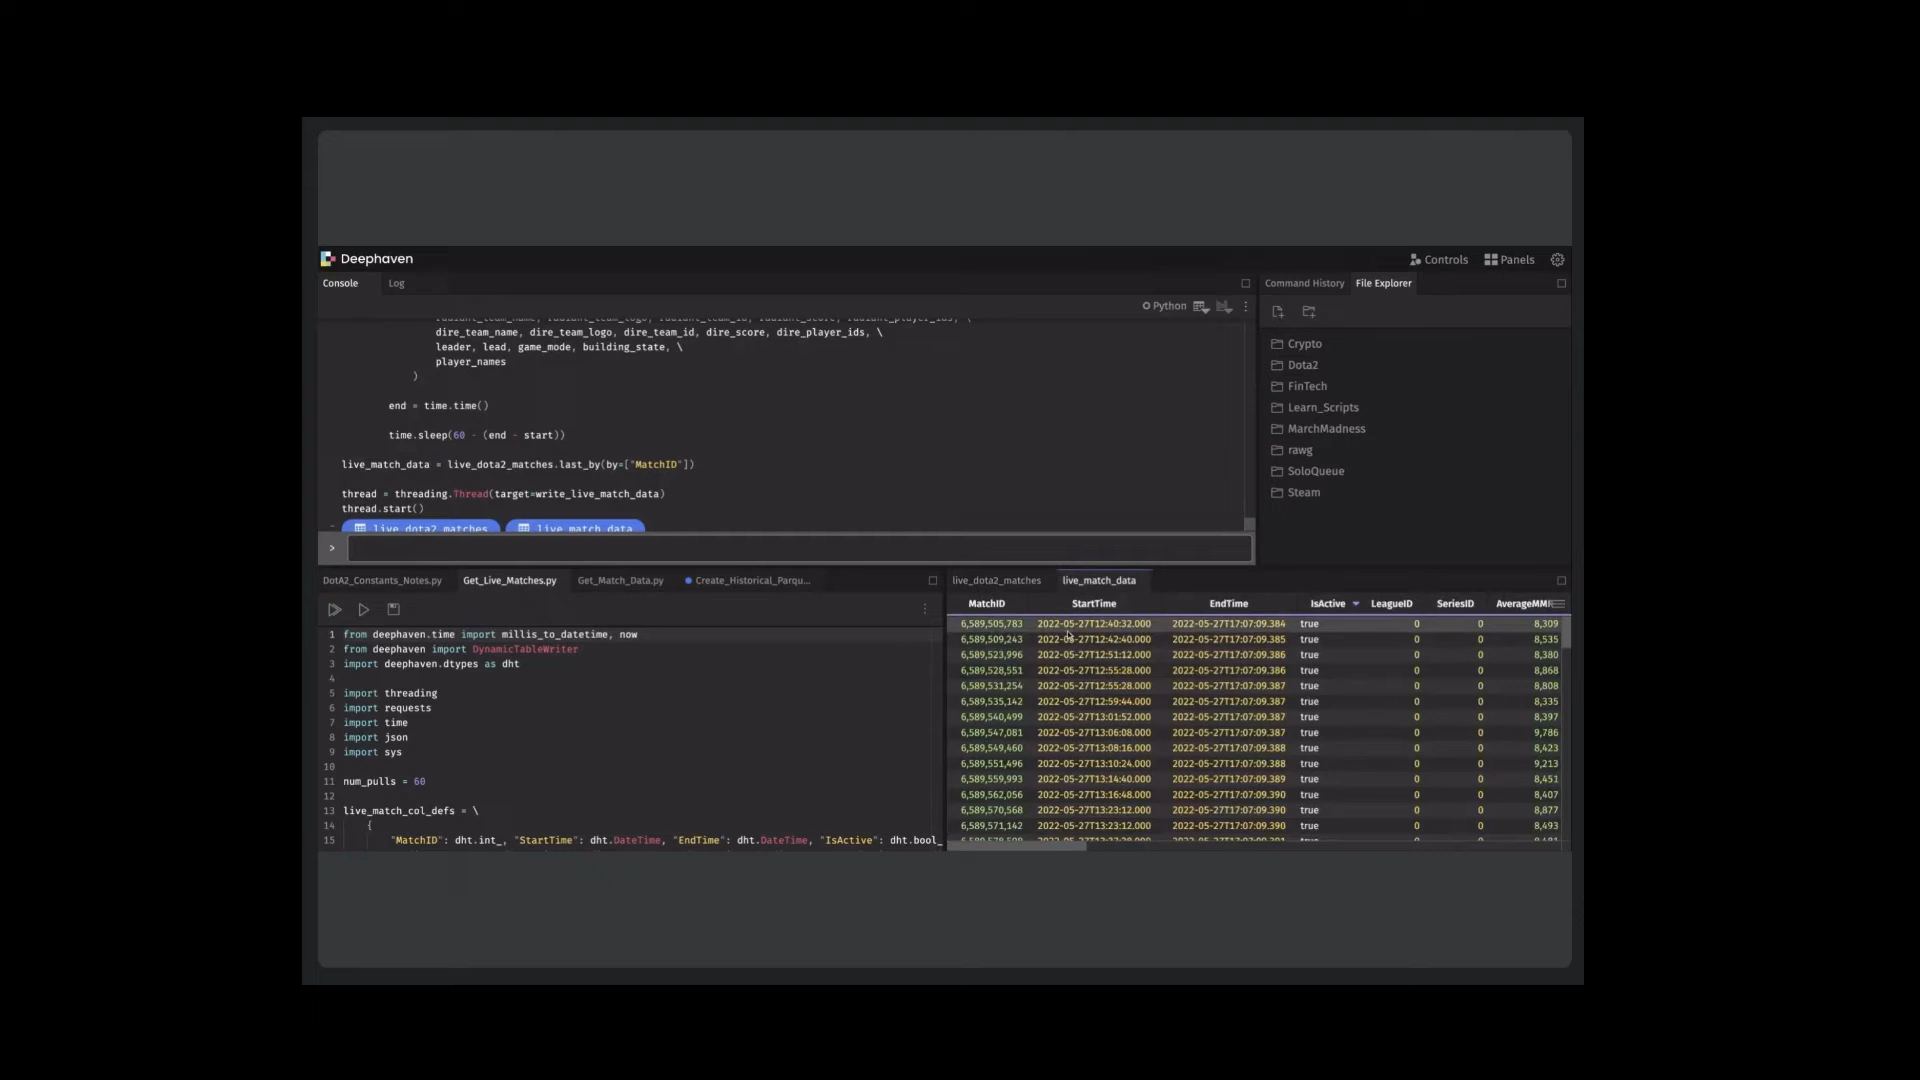 Deephaven
Controls Panels
Console Log
Command History File Explorer
Python
dire_team_name, dire_team_logo, dire_team_id, dire_score, dire_player_ids, \
leader, lead, game_mode, building_state, \
player_names
)
end = time.time()
time.sleep(60 - (end - start))
live_match_data = live_dota2_matches.last_by(by=["MatchID"])
thread = threading.Thread(target=write_live_match_data)
thread.start()
live_dota2_matches live_match_data
>
Crypto
Dota2
FinTech
Learn_Scripts
MarchMadness
rawg
SoloQueue
Steam
DotA2_Constants_Notes.py Get_Live_Matches.py Get_Match_Data.py Create_Historical_Parqu...
1 from deephaven.time import millis_to_datetime, now
2 from deephaven import DynamicTableWriter
3 import deephaven.dtypes as dht
4
5 import threading
6 import requests
7 import time
8 import json
9 import sys
10
11 num_pulls = 60
12
13 live_match_col_defs = \
14 {
15 "MatchID": dht.int_, "StartTime": dht.DateTime, "EndTime": dht.DateTime, "IsActive": dht.bool_
live_dota2_matches live_match_data
MatchID StartTime EndTime IsActive LeagueID SeriesID AverageMM
6,589,505,783 2022-05-27T12:40:32.000 2022-05-27T17:07:09.384 true 0 0 8,309
6,589,509,243 2022-05-27T12:42:40.000 2022-05-27T17:07:09.385 true 0 0 8,535
6,589,523,996 2022-05-27T12:51:12.000 2022-05-27T17:07:09.386 true 0 0 8,380
6,589,528,551 2022-05-27T12:55:28.000 2022-05-27T17:07:09.386 true 0 0 8,868
6,589,531,254 2022-05-27T12:55:28.000 2022-05-27T17:07:09.387 true 0 0 8,808
6,589,535,142 2022-05-27T12:59:44.000 2022-05-27T17:07:09.387 true 0 0 8,335
6,589,540,499 2022-05-27T13:01:52.000 2022-05-27T17:07:09.387 true 0 0 8,397
6,589,547,081 2022-05-27T13:06:08.000 2022-05-27T17:07:09.387 true 0 0 9,786
6,589,549,460 2022-05-27T13:08:16.000 2022-05-27T17:07:09.388 true 0 0 8,423
6,589,551,496 2022-05-27T13:10:24.000 2022-05-27T17:07:09.388 true 0 0 9,213
6,589,559,993 2022-05-27T13:14:40.000 2022-05-27T17:07:09.389 true 0 0 8,451
6,589,562,056 2022-05-27T13:16:48.000 2022-05-27T17:07:09.390 true 0 0 8,407
6,589,570,568 2022-05-27T13:23:12.000 2022-05-27T17:07:09.390 true 0 0 8,877
6,589,571,142 2022-05-27T13:23:12.000 2022-05-27T17:07:09.390 true 0 0 8,493